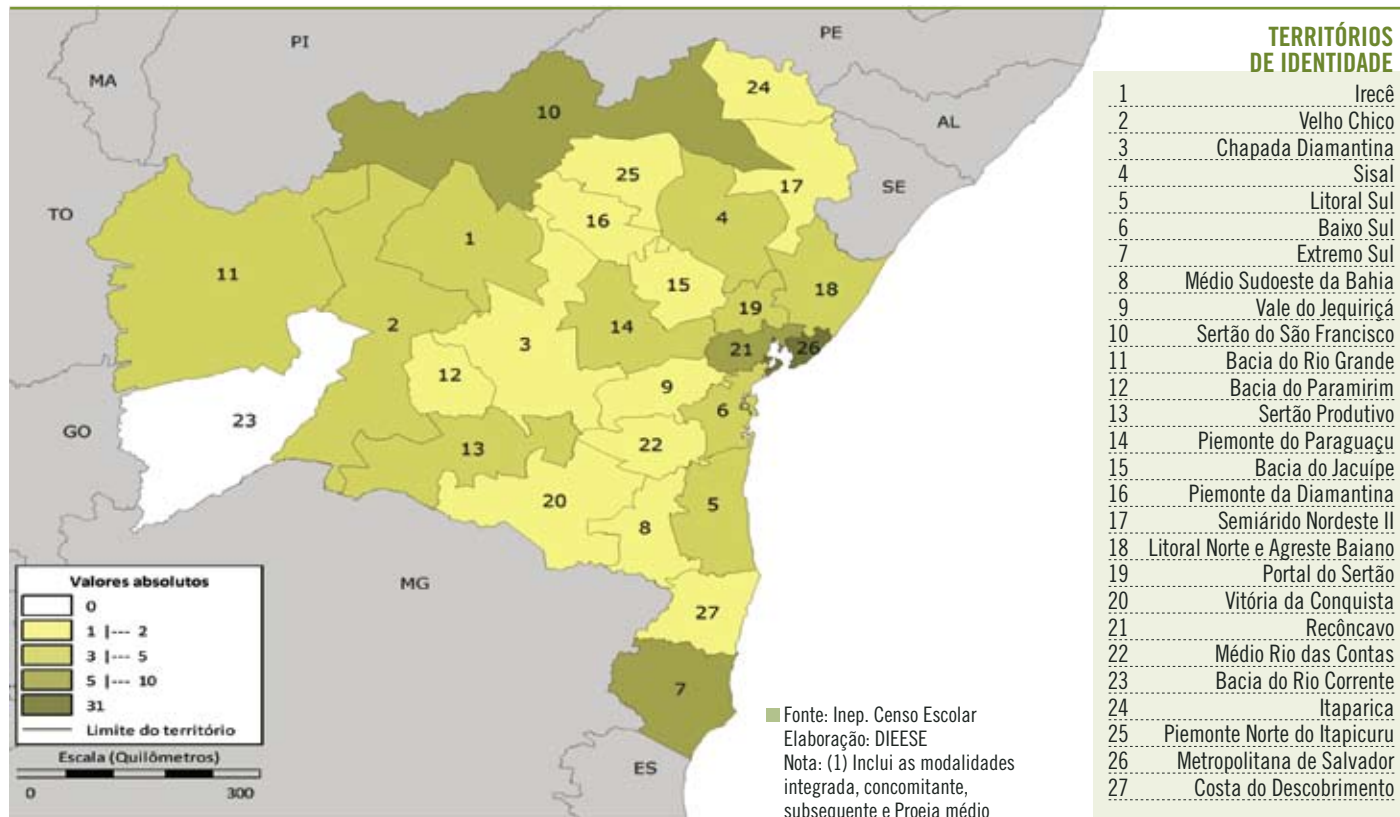 PI
PE
MA
24
10
AL
25
17
SE
TO
16
4
1
11
15
18
19
2
14
3
21
26
12
9
6
23
GO
22
13
20
5
8
MG
27
7
ES
Valores absolutos
0
1 |--- 2
3 |--- 5
5 |--- 10
31
Limite do território
Escala (Quilômetros)
0 300
Fonte: Inep. Censo Escolar
Elaboração: DIEESE
Nota: (1) Inclui as modalidades
integrada, concomitante,
subsequente e Proeja médio
TERRITÓRIOS
DE IDENTIDADE
1 Irecê
2 Velho Chico
3 Chapada Diamantina
4 Sisal
5 Litoral Sul
6 Baixo Sul
7 Extremo Sul
8 Médio Sudoeste da Bahia
9 Vale do Jequiriçá
10 Sertão do São Francisco
11 Bacia do Rio Grande
12 Bacia do Paramirim
13 Sertão Produtivo
14 Piemonte do Paraguaçu
15 Bacia do Jacuípe
16 Piemonte da Diamantina
17 Semiárido Nordeste II
18 Litoral Norte e Agreste Baiano
19 Portal do Sertão
20 Vitória da Conquista
21 Recôncavo
22 Médio Rio das Contas
23 Bacia do Rio Corrente
24 Itaparica
25 Piemonte Norte do Itapicuru
26 Metropolitana de Salvador
27 Costa do Descobrimento